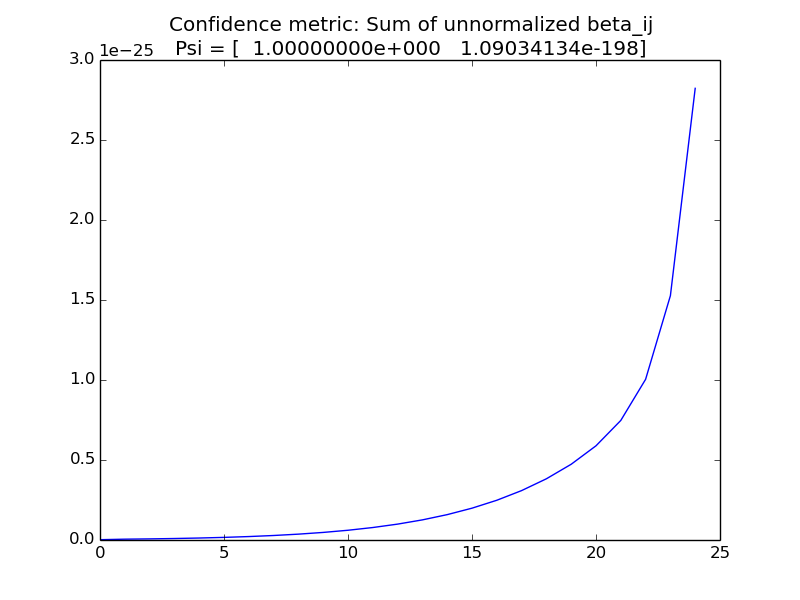 Confidence metric: Sum of unnormalized beta_ij
Psi = [  1.00000000e+000   1.09034134e-198]
1e−25
3.0
2.5
2.0
1.5
1.0
0.5
0.0
0 5 10 15 20 25